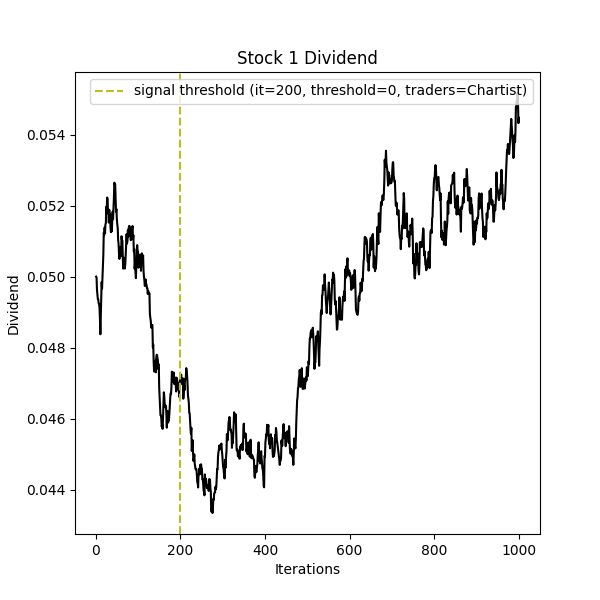 Stock 1 Dividend
signal threshold (it=200, threshold=0, traders=Chartist)
0.054
0.052
0.050
0.048
0.046
0.044
Dividend
0 200 400 600 800 1000
Iterations